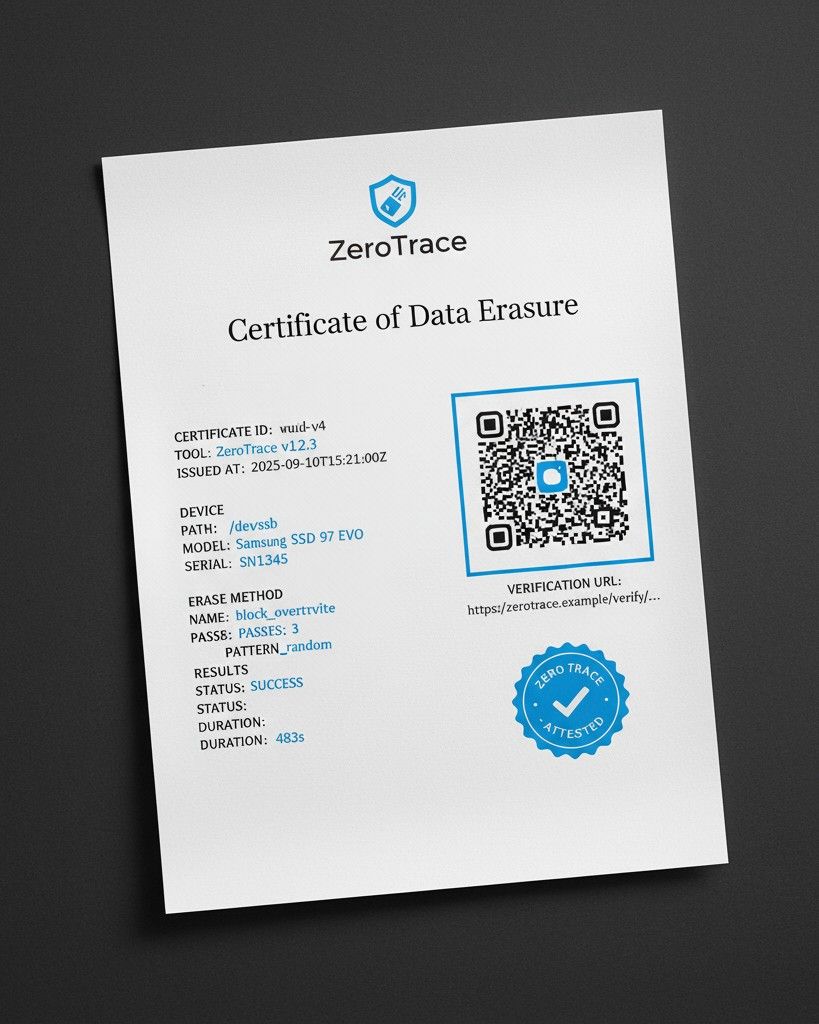 ZeroTrace
Certificate of Data Erasure
CERTIFICATE ID: wuid-v4
TOOL: ZeroTrace v12.3
ISSUED AT: 2025-09-10T15:21:00Z
DEVICE
PATH: /devssb
MODEL: Samsung SSD 97 EVO
SERIAL: SN1345
ERASE METHOD
NAME: block_overtrvite
PASS8: PASSES: 3
PATTERN_random
RESULTS
STATUS: SUCCESS
STATUS:
DURATION:
DURATION: 483s
VERIFICATION URL:
https:/zerotrace.example/verify/...
ZERO TRACE
- ATTESTED